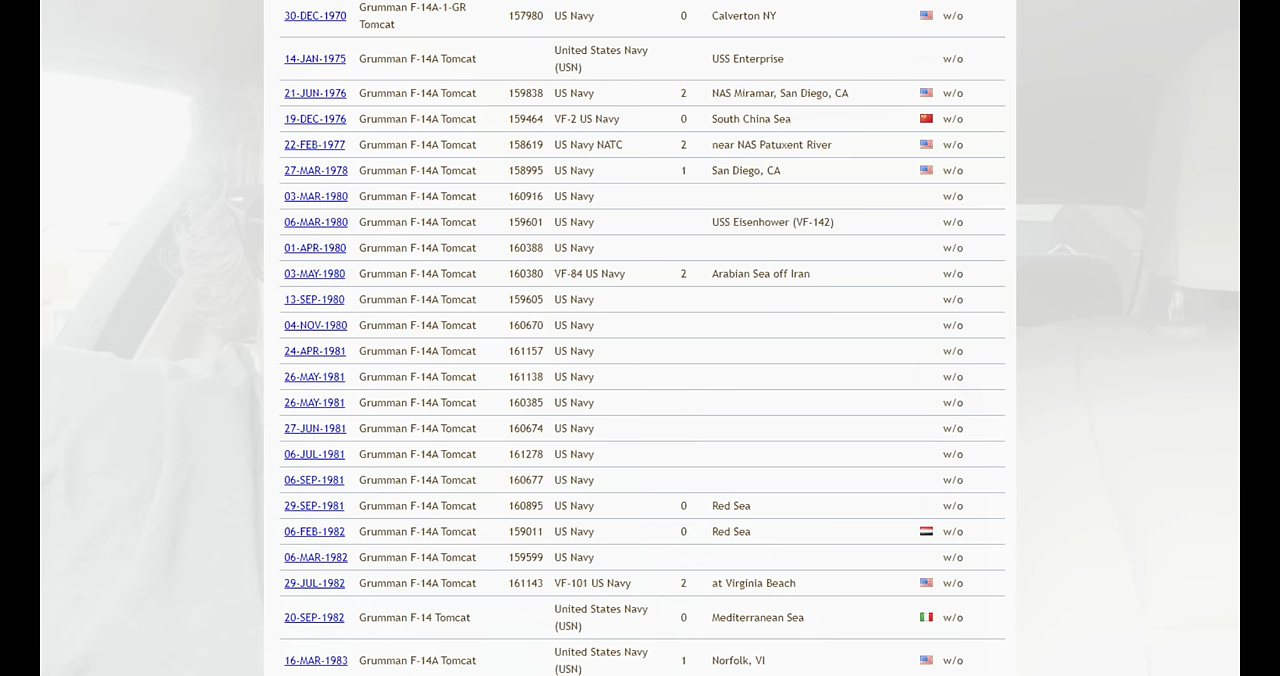 Grumman F-14A-1-GR
30-DEC-1970 157980 US Navy 0 Calverton NY w/o
Tomcat
United States Navy
14-JAN-1975 Grumman F-14A Tomcat USS Enterprise w/o
(USN)
21-JUN-1976 Grumman F-14A Tomcat 159838 US Navy 2 NAS Miramar, San Diego, CA w/o
19-DEC-1976 Grumman F-14A Tomcat 159464 VF-2 US Navy 0 South China Sea w/o
22-FEB-1977 Grumman F-14A Tomcat 158619 US Navy NATC 2 near NAS Patuxent River w/o
27-MAR-1978 Grumman F-14A Tomcat 158995 US Navy 1 San Diego, CA w/o
03-MAR-1980 Grumman F-14A Tomcat 160916 US Navy w/o
06-MAR-1980 Grumman F-14A Tomcat 159601 US Navy USS Eisenhower (VF-142) w/o
01-APR-1980 Grumman F-14A Tomcat 160388 US Navy w/o
03-MAY-1980 Grumman F-14A Tomcat 160380 VF-84 US Navy 2 Arabian Sea off Iran w/o
13-SEP-1980 Grumman F-14A Tomcat 159605 US Navy w/o
04-NOV-1980 Grumman F-14A Tomcat 160670 US Navy w/o
24-APR-1981 Grumman F-14A Tomcat 161157 US Navy w/o
26-MAY-1981 Grumman F-14A Tomcat 161138 US Navy w/o
26-MAY-1981 Grumman F-14A Tomcat 160385 US Navy w/o
27-JUN-1981 Grumman F-14A Tomcat 160674 US Navy w/o
06-JUL-1981 Grumman F-14A Tomcat 161278 US Navy w/o
06-SEP-1981 Grumman F-14A Tomcat 160677 US Navy w/o
29-SEP-1981 Grumman F-14A Tomcat 160895 US Navy 0 Red Sea w/o
06-FEB-1982 Grumman F-14A Tomcat 159011 US Navy 0 Red Sea w/o
06-MAR-1982 Grumman F-14A Tomcat 159599 US Navy w/o
29-JUL-1982 Grumman F-14A Tomcat 161143 VF-101 US Navy 2 at Virginia Beach w/o
United States Navy
20-SEP-1982 Grumman F-14 Tomcat 0 Mediterranean Sea w/o
(USN)
United States Navy
16-MAR-1983 Grumman F-14A Tomcat 1 Norfolk, VI w/o
(USN)